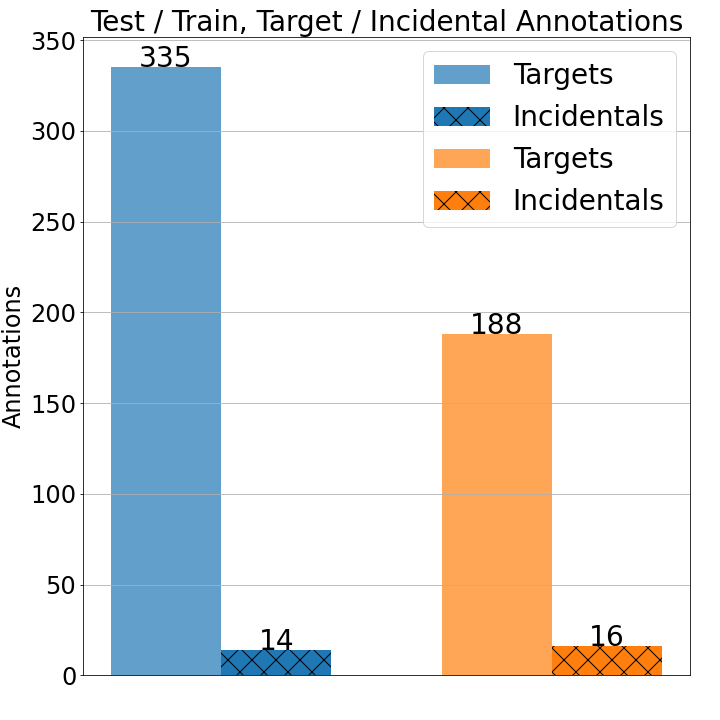 Test / Train, Target / Incidental Annotations
350
300
250
200
150
100
50
0
Annotations
335
14
188
16
Targets
Incidentals
Targets
Incidentals